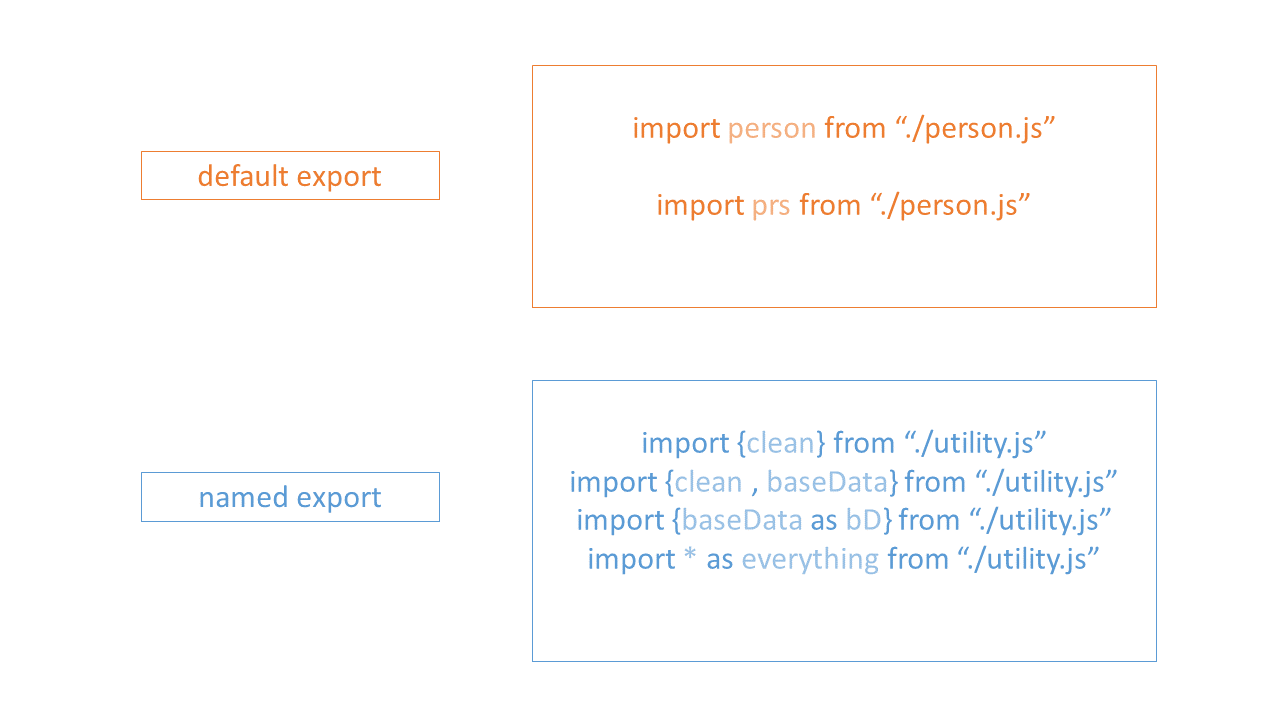 default export
import person from “./person.js”
import prs from “./person.js”
named export
import {clean} from “./utility.js”
import {clean , baseData} from “./utility.js”
import {baseData as bD} from “./utility.js”
import * as everything from “./utility.js”